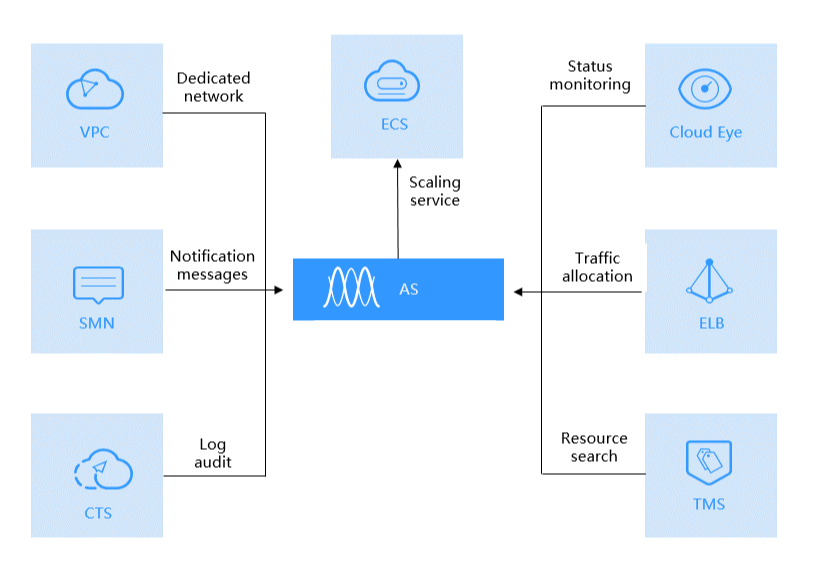 Dedicated
network
VPC
ECS
Status
monitoring
Cloud Eye
Scaling
service
Notification
messages
SMN
AS
Traffic
allocation
ELB
Log
audit
CTS
Resource
search
TMS